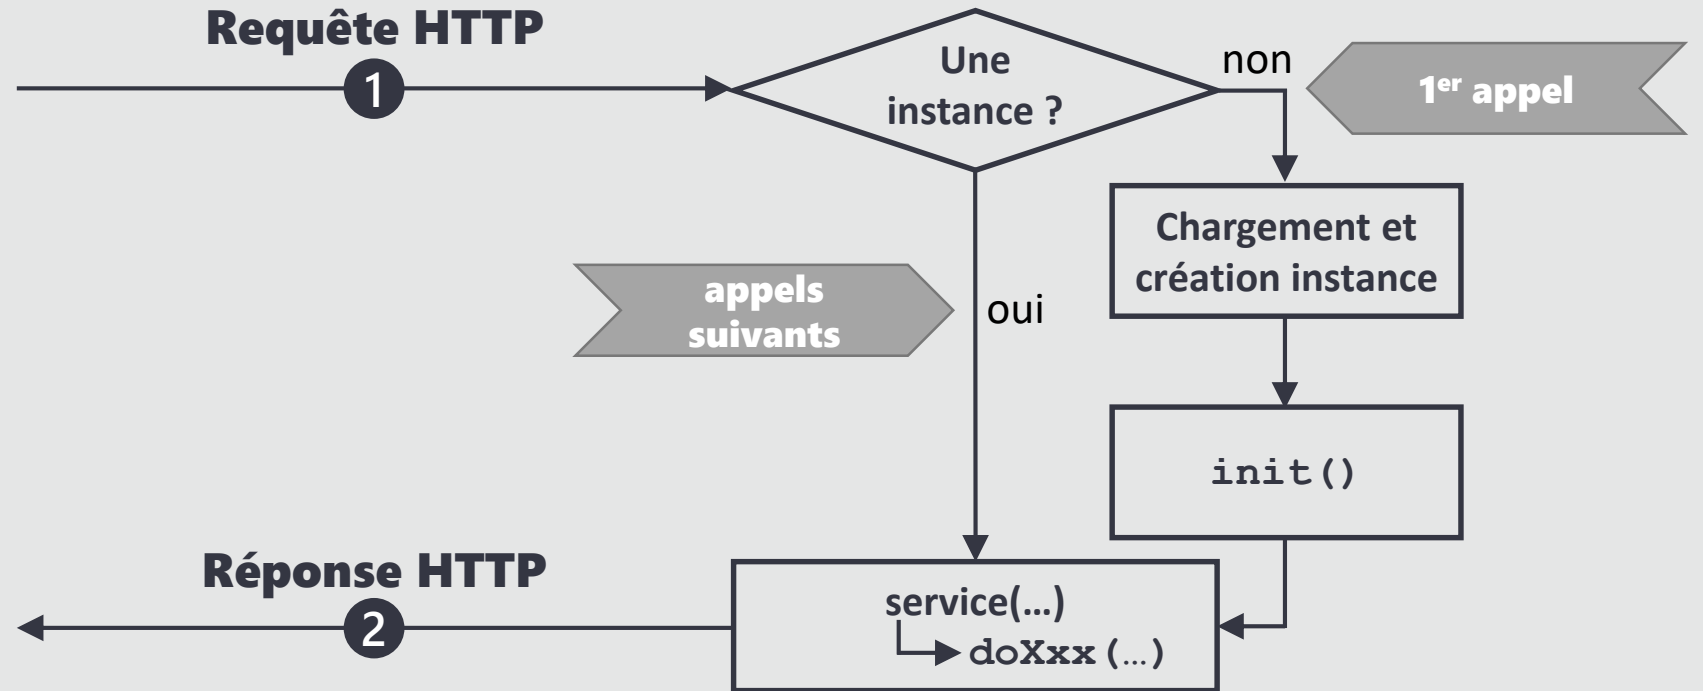 Requête HTTP
1
Une
instance ?
non
1er appel
Chargement et
création instance
appels
suivants
oui
init()
Réponse HTTP
2
service(…)
doXxx(…)